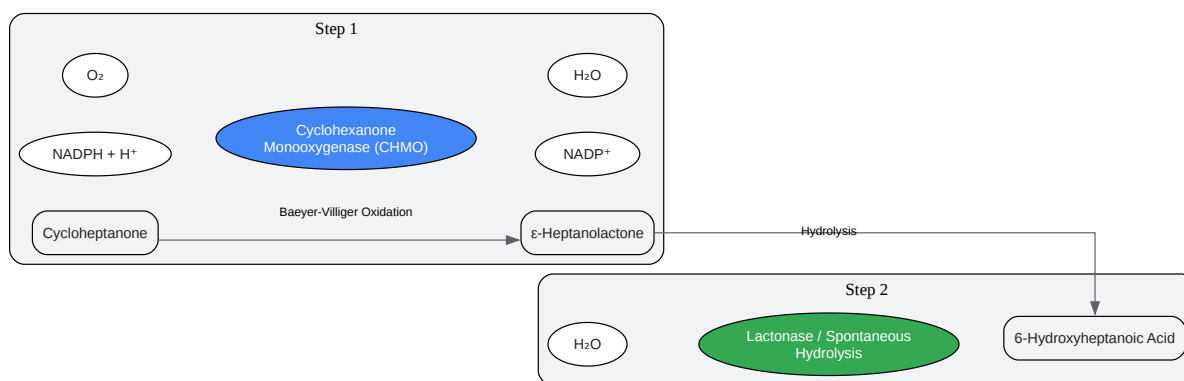 Step 1
O₂
H₂O
Cyclohexanone
Monooxygenase (CHMO)
NADPH + H⁺
NADP⁺
Baeyer-Villiger Oxidation
Cycloheptanone
ε-Heptanolactone
Hydrolysis
Step 2
H₂O
Lactonase / Spontaneous
Hydrolysis
6-Hydroxyheptanoic Acid